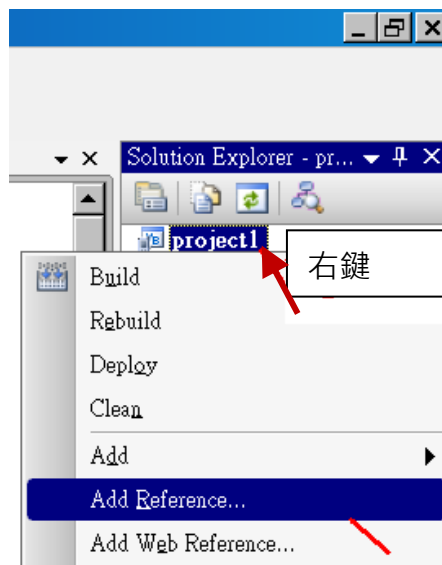 Solution Explorer - pr...
project1
右鍵
Build
Rebuild
Deploy
Clean
Add
Add Reference...
Add Web Reference...